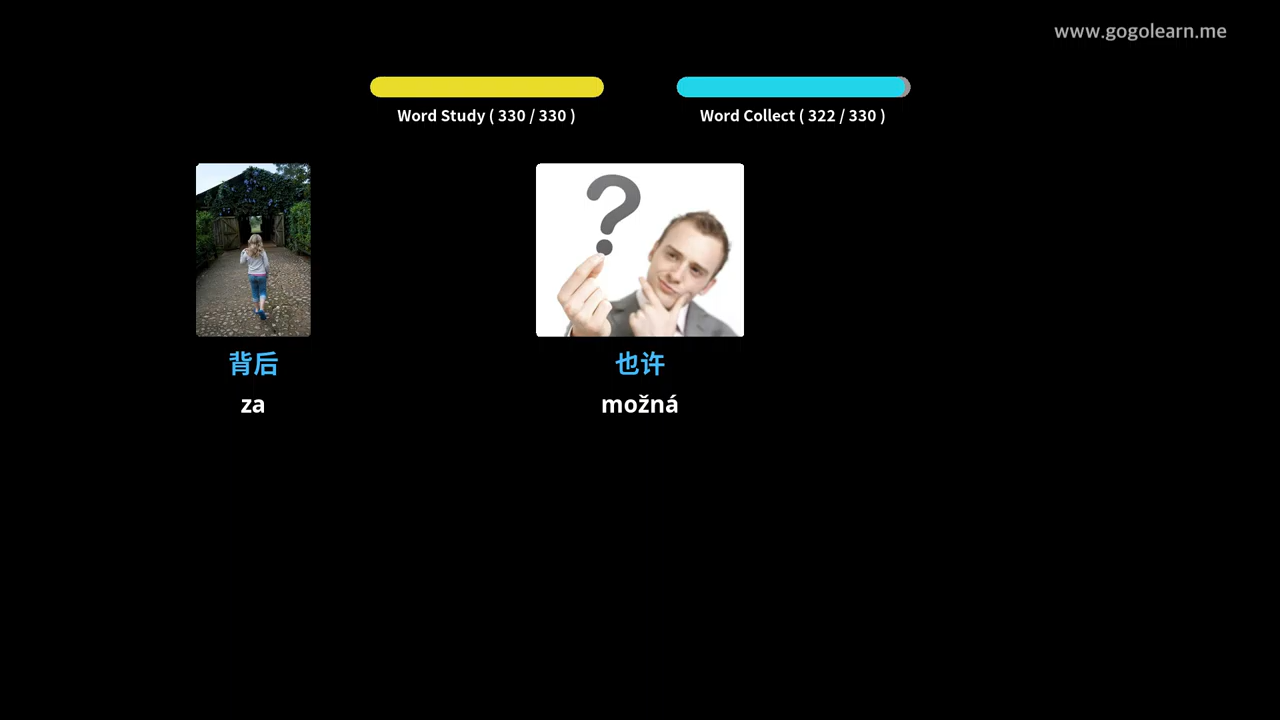 www.gogolearn.me
Word Study ( 330 / 330 )
Word Collect ( 322 / 330 )
背后
za
也许
možná